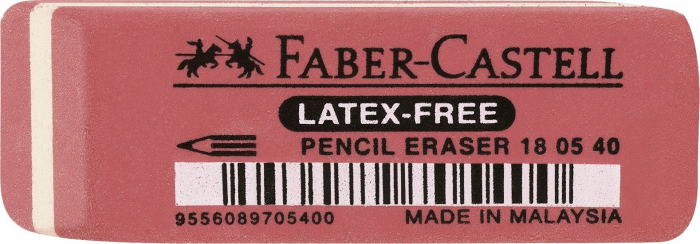 FABER-CASTELL
LATEX-FREE
PENCIL ERASER 18 05 40
9556089705400 MADE IN MALAYSIA